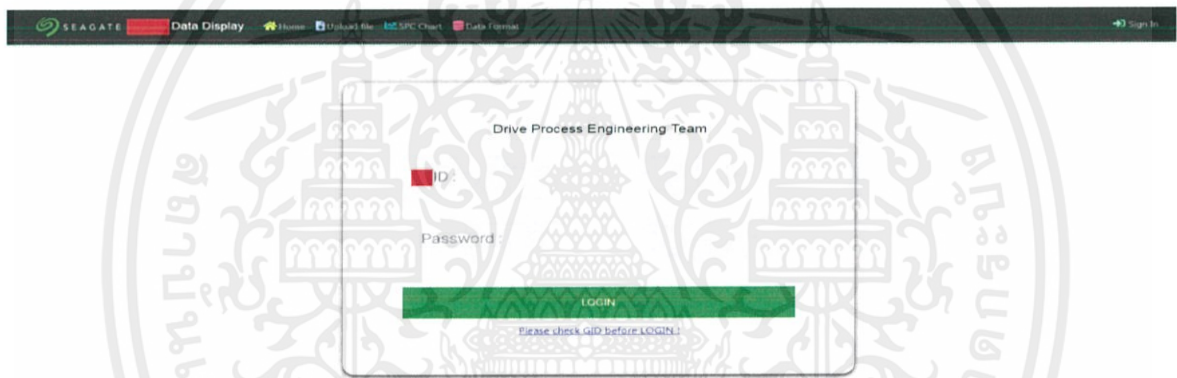 SEAGATE Data Display Home Upload file SPC Chart Data Format Sign In
Drive Process Engineering Team
ID :
Password :
LOGIN
Please check GID before LOGIN !